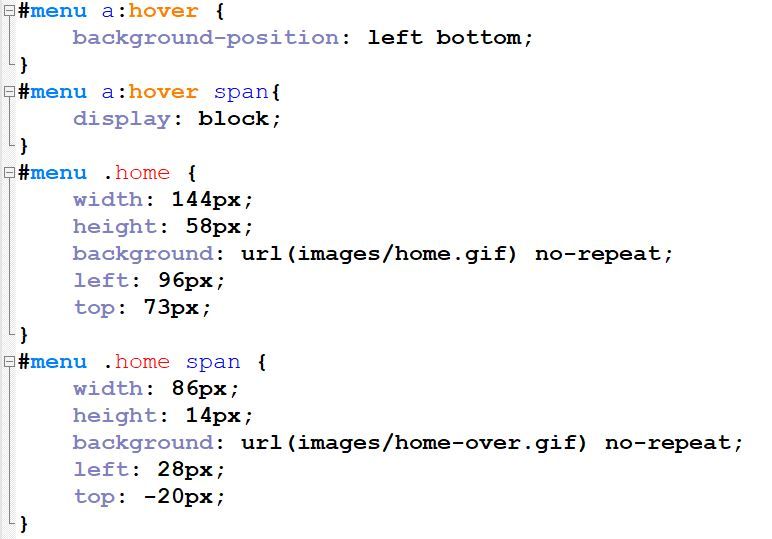 #menu a:hover {
    background-position: left bottom;
}
#menu a:hover span{
    display: block;
}
#menu .home {
    width: 144px;
    height: 58px;
    background: url(images/home.gif) no-repeat;
    left: 96px;
    top: 73px;
}
#menu .home span {
    width: 86px;
    height: 14px;
    background: url(images/home-over.gif) no-repeat;
    left: 28px;
    top: -20px;
}